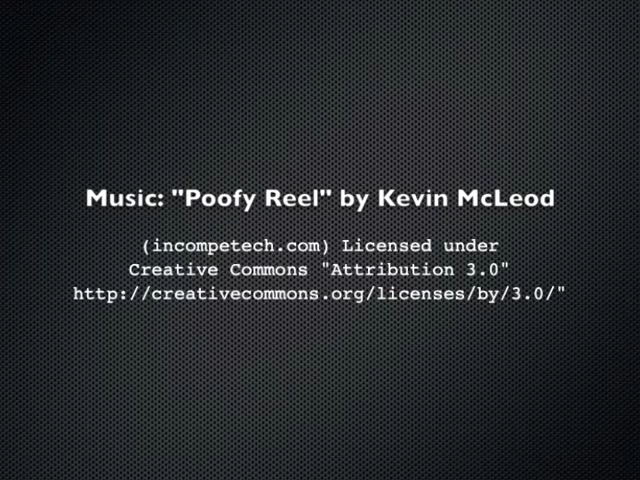 Music: "Poofy Reel" by Kevin McLeod
(incompetech.com) Licensed under
Creative Commons "Attribution 3.0"
http://creativecommons.org/licenses/by/3.0/"